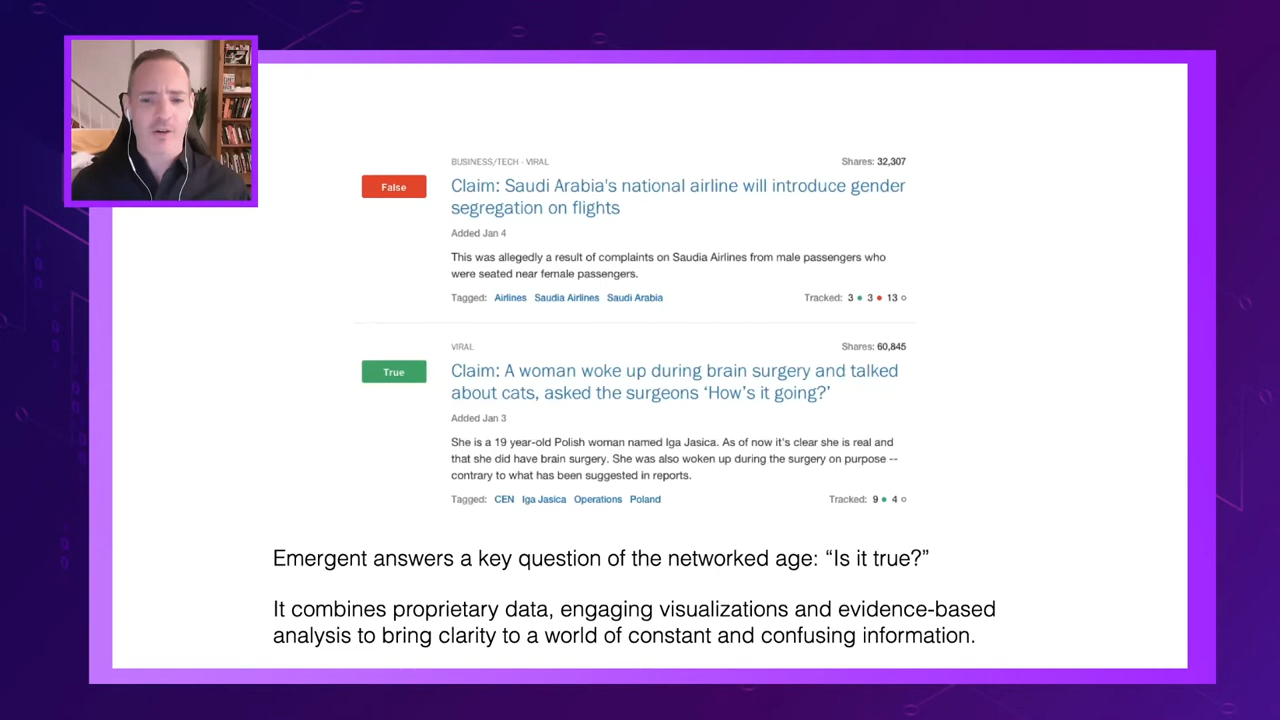 BUSINESS/TECH - VIRAL
Shares: 32,307
False
Claim: Saudi Arabia's national airline will introduce gender
segregation on flights
Added Jan 4
This was allegedly a result of complaints on Saudia Airlines from male passengers who
were seated near female passengers.
Tagged: Airlines Saudia Airlines Saudi Arabia
Tracked: 3 3 13
VIRAL
Shares: 60,845
True
Claim: A woman woke up during brain surgery and talked
about cats, asked the surgeons ‘How’s it going?’
Added Jan 3
She is a 19 year-old Polish woman named Iga Jasica. As of now it's clear she is real and
that she did have brain surgery. She was also woken up during the surgery on purpose --
contrary to what has been suggested in reports.
Tagged: CEN Iga Jasica Operations Poland
Tracked: 9 4
Emergent answers a key question of the networked age: “Is it true?”
It combines proprietary data, engaging visualizations and evidence-based
analysis to bring clarity to a world of constant and confusing information.